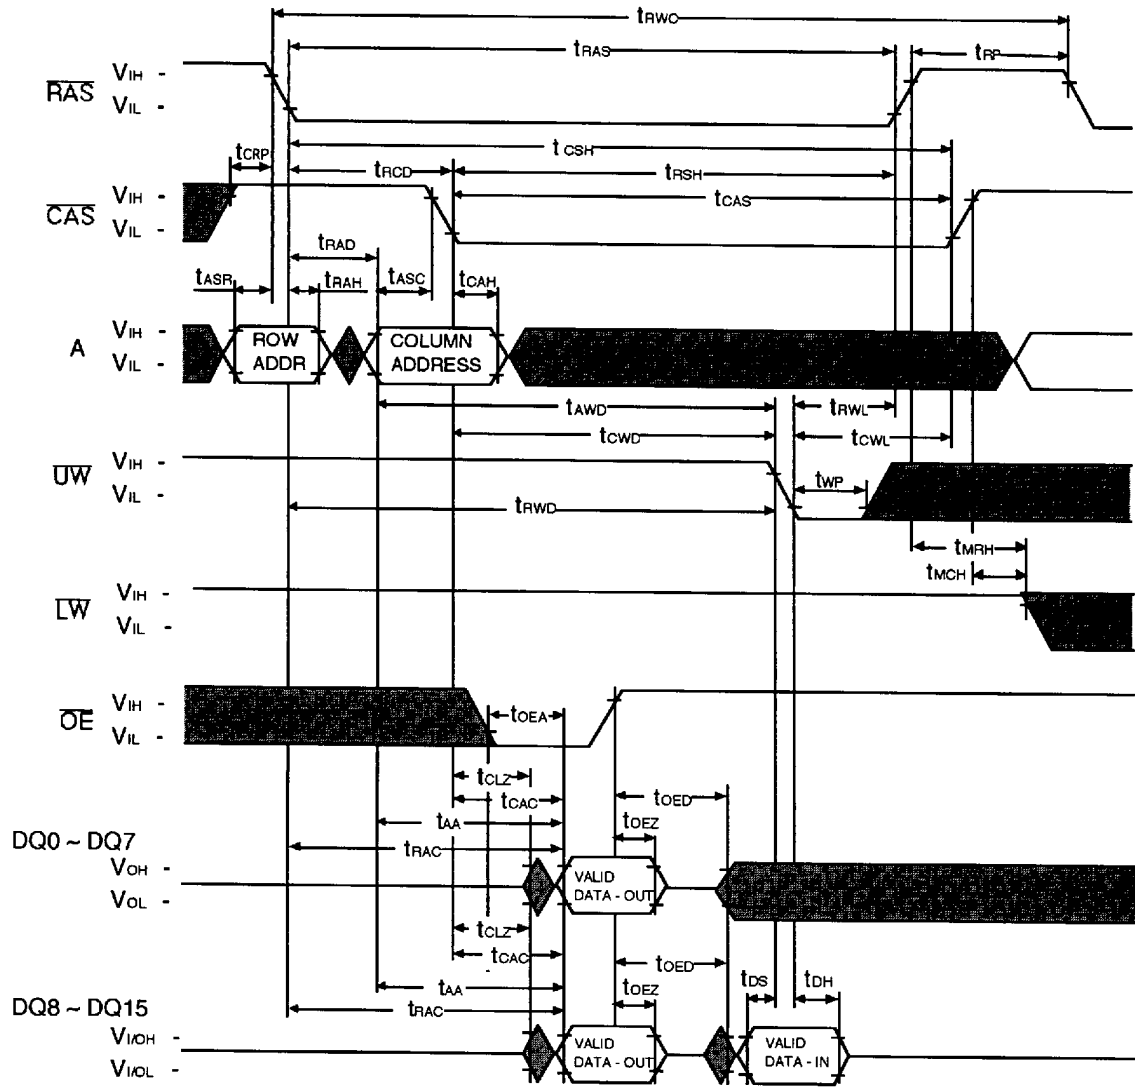 tRWC
tRAS
tRP
RAS
VIH -
VIL -
tCSH
tCRP
tRCD
tRSH
CAS
VIH -
VIL -
tCAS
tRAD
tASR
tRAH
tASC
tCAH
A
VIH -
VIL -
ROW
ADDR
COLUMN
ADDRESS
tAWD
tRWL
tCWD
tCWL
UW
VIH -
VIL -
tWP
tRWD
tMRH
tMCH
LW
VIH -
VIL -
OE
VIH -
VIL -
tOEA
tCLZ
tCAC
tOED
tAA
tOEZ
DQ0 ~ DQ7
tRAC
VOH -
VOL -
VALID
DATA - OUT
tCLZ
tCAC
tOED
tAA
tOEZ
tDS
tDH
DQ8 ~ DQ15
tRAC
VI/OH -
VI/OL -
VALID
DATA - OUT
VALID
DATA - IN